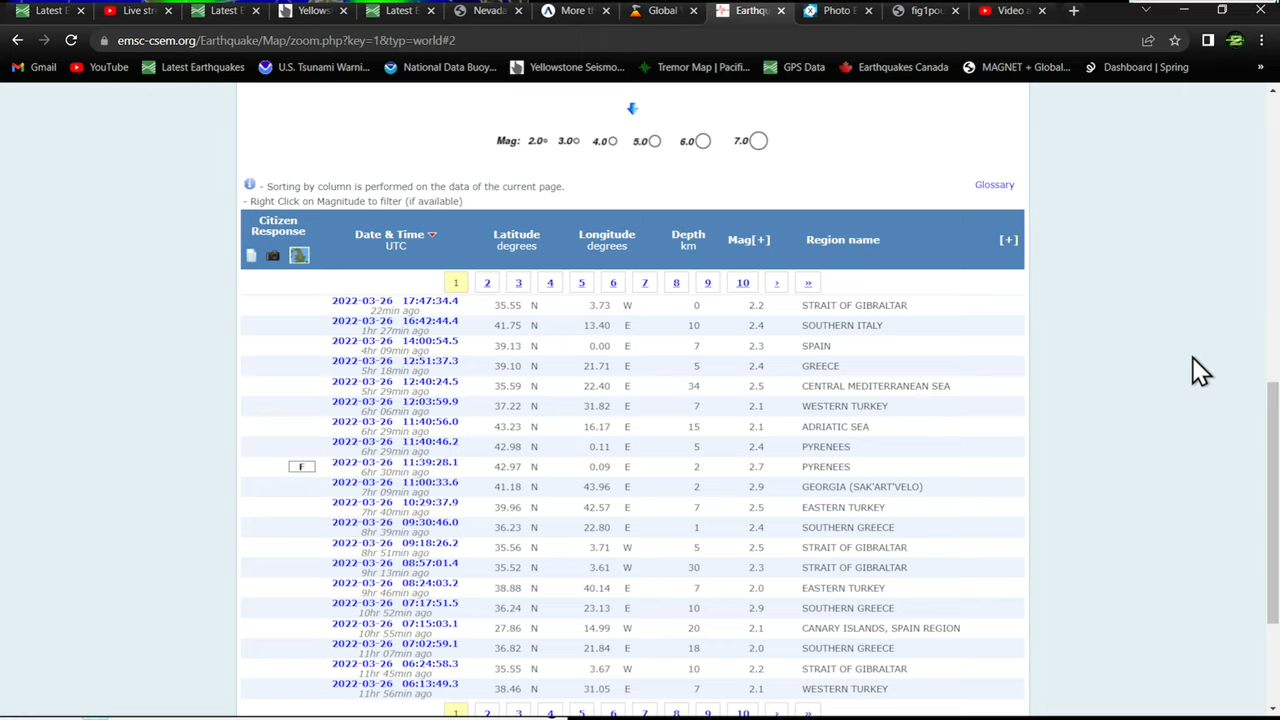 Latest E
Live stre
Latest E
Yellows
Latest E
Nevada
More th
Global
Earthqu
Photo E
fig1pou
Video a
emsc-csem.org/Earthquake/Map/zoom.php?key=1&typ=world#2
Gmail
YouTube
Latest Earthquakes
U.S. Tsunami Warni...
National Data Buoy...
Yellowstone Seismo...
Tremor Map | Pacifi...
GPS Data
Earthquakes Canada
MAGNET + Global...
Dashboard | Spring
»
Mag: 2.0 3.0 4.0 5.0 6.0 7.0
- Sorting by column is performed on the data of the current page.
Glossary
- Right Click on Magnitude to filter (if available)
Citizen Response
Date & Time UTC
Latitude degrees
Longitude degrees
Depth km
Mag[+]
Region name
[+]
1 2 3 4 5 6 7 8 9 10 › »
2022-03-26 17:47:34.4 35.55 N 3.73 W 0 2.2 STRAIT OF GIBRALTAR
22min ago
2022-03-26 16:42:44.4 41.75 N 13.40 E 10 2.4 SOUTHERN ITALY
1hr 27min ago
2022-03-26 14:00:54.5 39.13 N 0.00 E 7 2.3 SPAIN
4hr 09min ago
2022-03-26 12:51:37.3 39.10 N 21.71 E 5 2.4 GREECE
5hr 18min ago
2022-03-26 12:40:24.5 35.59 N 22.40 E 34 2.5 CENTRAL MEDITERRANEAN SEA
5hr 29min ago
2022-03-26 12:03:59.9 37.22 N 31.82 E 7 2.1 WESTERN TURKEY
6hr 06min ago
2022-03-26 11:40:56.0 43.23 N 16.17 E 15 2.1 ADRIATIC SEA
6hr 29min ago
2022-03-26 11:40:46.2 42.98 N 0.11 E 5 2.4 PYRENEES
6hr 29min ago
F 2022-03-26 11:39:28.1 42.97 N 0.09 E 2 2.7 PYRENEES
6hr 30min ago
2022-03-26 11:00:33.6 41.18 N 43.96 E 2 2.9 GEORGIA (SAK'ART'VELO)
7hr 09min ago
2022-03-26 10:29:37.9 39.96 N 42.57 E 7 2.5 EASTERN TURKEY
7hr 40min ago
2022-03-26 09:30:46.0 36.23 N 22.80 E 1 2.4 SOUTHERN GREECE
8hr 39min ago
2022-03-26 09:18:26.2 35.56 N 3.71 W 5 2.5 STRAIT OF GIBRALTAR
8hr 51min ago
2022-03-26 08:57:01.4 35.52 N 3.61 W 30 2.3 STRAIT OF GIBRALTAR
9hr 13min ago
2022-03-26 08:24:03.2 38.88 N 40.14 E 7 2.0 EASTERN TURKEY
9hr 46min ago
2022-03-26 07:17:51.5 36.24 N 23.13 E 10 2.9 SOUTHERN GREECE
10hr 52min ago
2022-03-26 07:15:03.1 27.86 N 14.99 W 20 2.1 CANARY ISLANDS, SPAIN REGION
10hr 55min ago
2022-03-26 07:02:59.1 36.82 N 21.84 E 18 2.0 SOUTHERN GREECE
11hr 07min ago
2022-03-26 06:24:58.3 35.55 N 3.67 W 10 2.2 STRAIT OF GIBRALTAR
11hr 45min ago
2022-03-26 06:13:49.3 38.46 N 31.05 E 7 2.1 WESTERN TURKEY
11hr 56min ago
1 2 3 4 5 6 7 8 9 10 › »